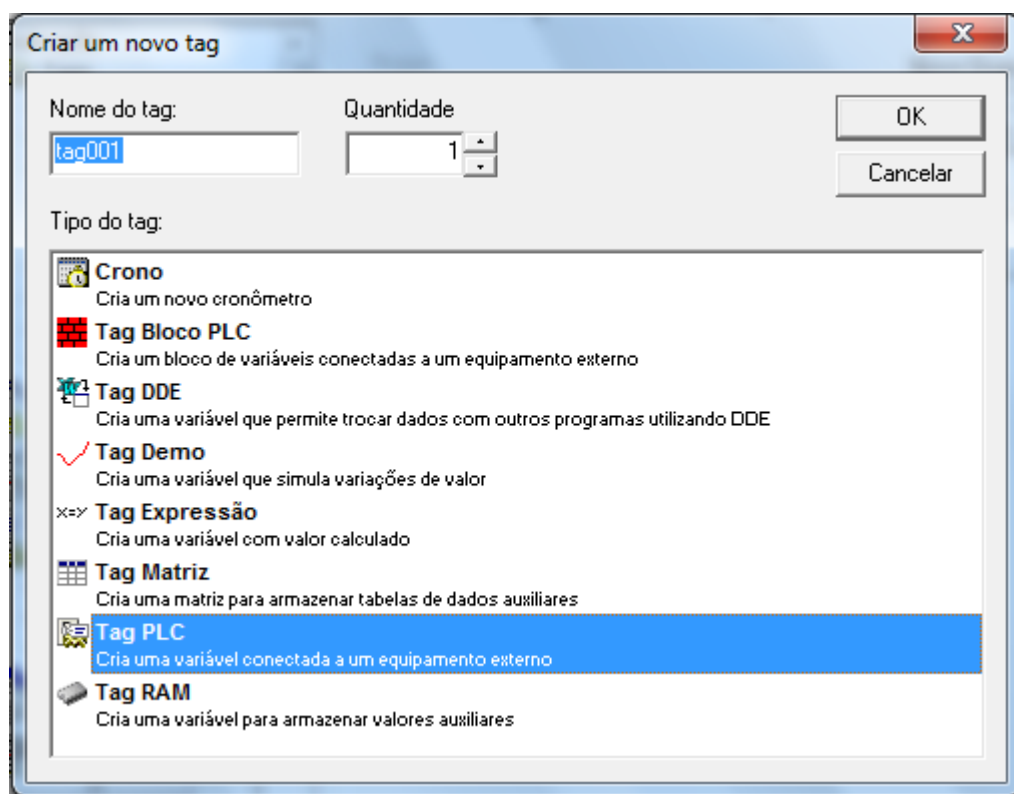 Criar um novo tag
Nome do tag:
Quantidade
OK
tag001
1
Cancelar
Tipo do tag:
Crono
Cria um novo cronômetro
Tag Bloco PLC
Cria um bloco de variáveis conectadas a um equipamento externo
Tag DDE
Cria uma variável que permite trocar dados com outros programas utilizando DDE
Tag Demo
Cria uma variável que simula variações de valor
x=y Tag Expressão
Cria uma variável com valor calculado
Tag Matriz
Cria uma matriz para armazenar tabelas de dados auxiliares
Tag PLC
Cria uma variável conectada a um equipamento externo
Tag RAM
Cria uma variável para armazenar valores auxiliares